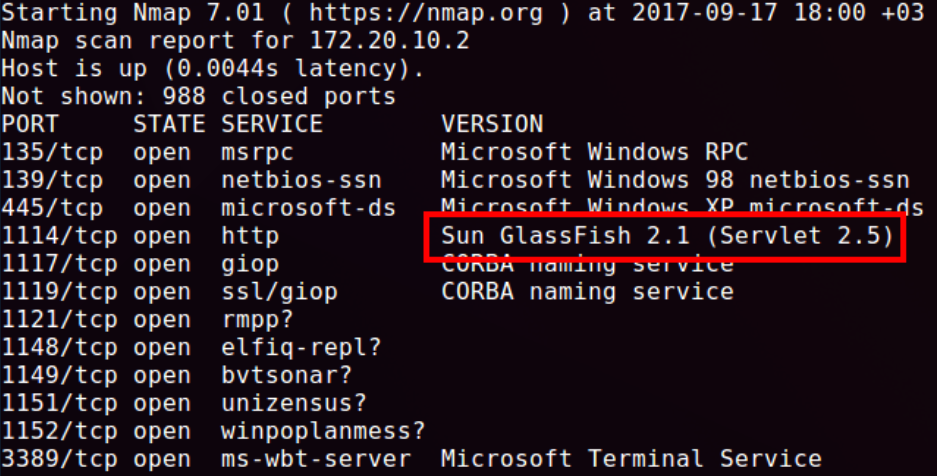 Starting Nmap 7.01 ( https://nmap.org ) at 2017-09-17 18:00 +03
Nmap scan report for 172.20.10.2
Host is up (0.0044s latency).
Not shown: 988 closed ports
PORT     STATE SERVICE       VERSION
135/tcp  open  msrpc         Microsoft Windows RPC
139/tcp  open  netbios-ssn   Microsoft Windows 98 netbios-ssn
445/tcp  open  microsoft-ds  Microsoft Windows XP microsoft-ds
1114/tcp open  http          Sun GlassFish 2.1 (Servlet 2.5)
1117/tcp open  giop          CORBA naming service
1119/tcp open  ssl/giop      CORBA naming service
1121/tcp open  rmpp?
1148/tcp open  elfiq-repl?
1149/tcp open  bvtsonar?
1151/tcp open  unizensus?
1152/tcp open  winpoplanmess?
3389/tcp open  ms-wbt-server Microsoft Terminal Service